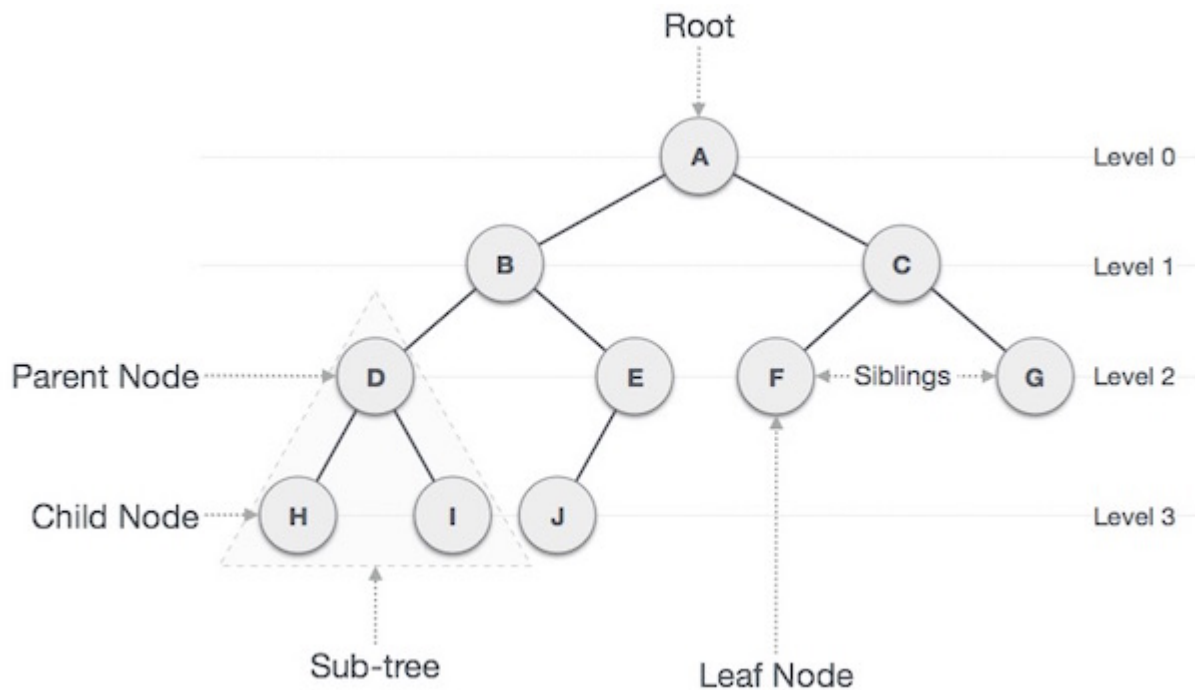 Root
A
Level 0
B
C
Level 1
Parent Node
D
E
F
Siblings
G
Level 2
Child Node
H
I
J
Level 3
Sub-tree
Leaf Node